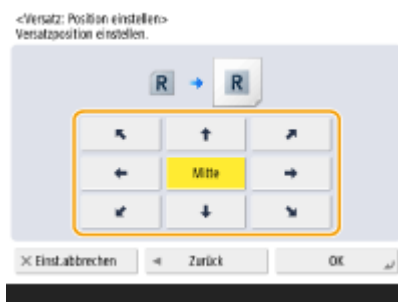 <Versatz: Position einstellen>
Versatzposition einstellen.
R R
Mitte
Einst.abbrechen Zurück OK